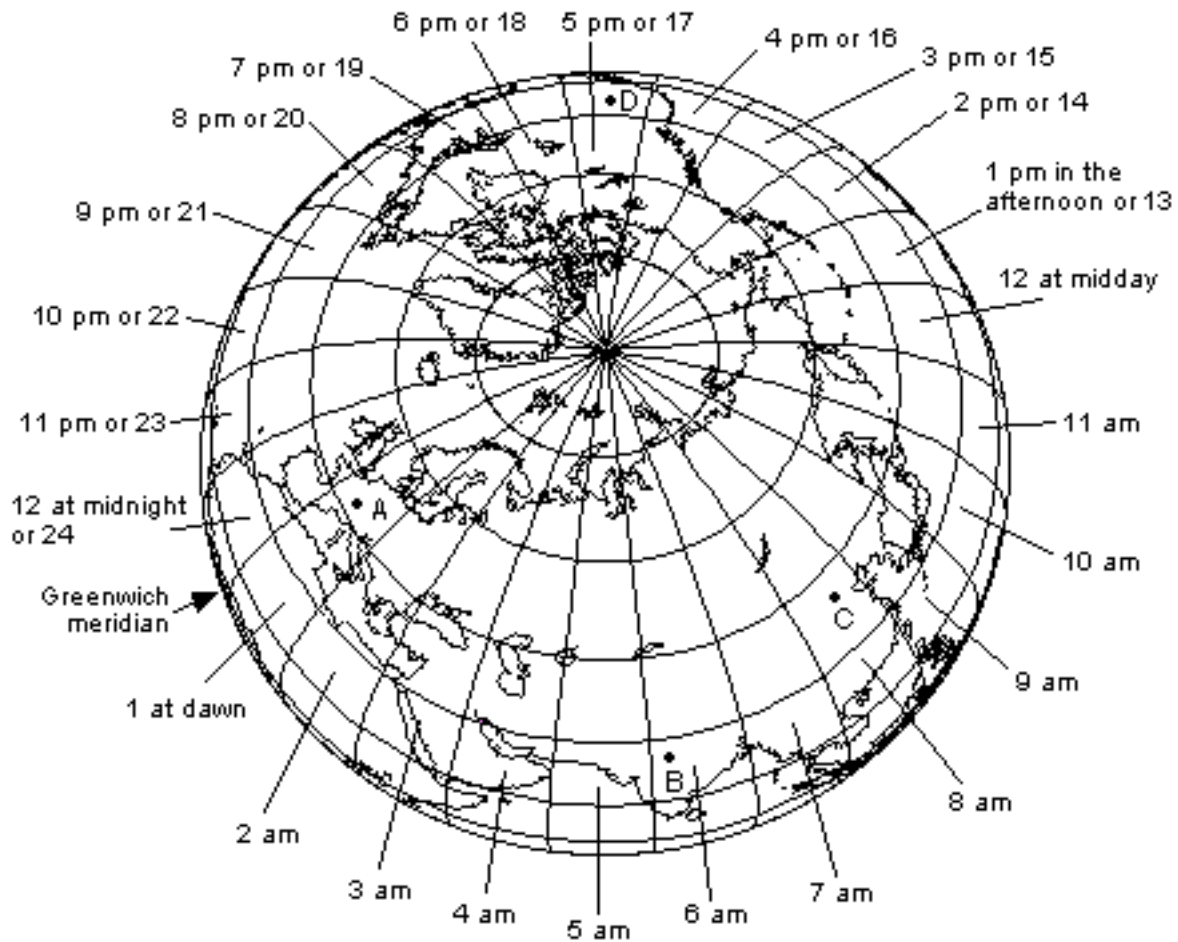 6 pm or 18
5 pm or 17
4 pm or 16
7 pm or 19
3 pm or 15
8 pm or 20
2 pm or 14
D
1 pm in the
afternoon or 13
9 pm or 21
12 at midday
10 pm or 22
11 pm or 23
11 am
12 at midnight
or 24
A
10 am
Greenwich
meridian
C
9 am
1 at dawn
B
8 am
2 am
3 am
7 am
4 am
6 am
5 am